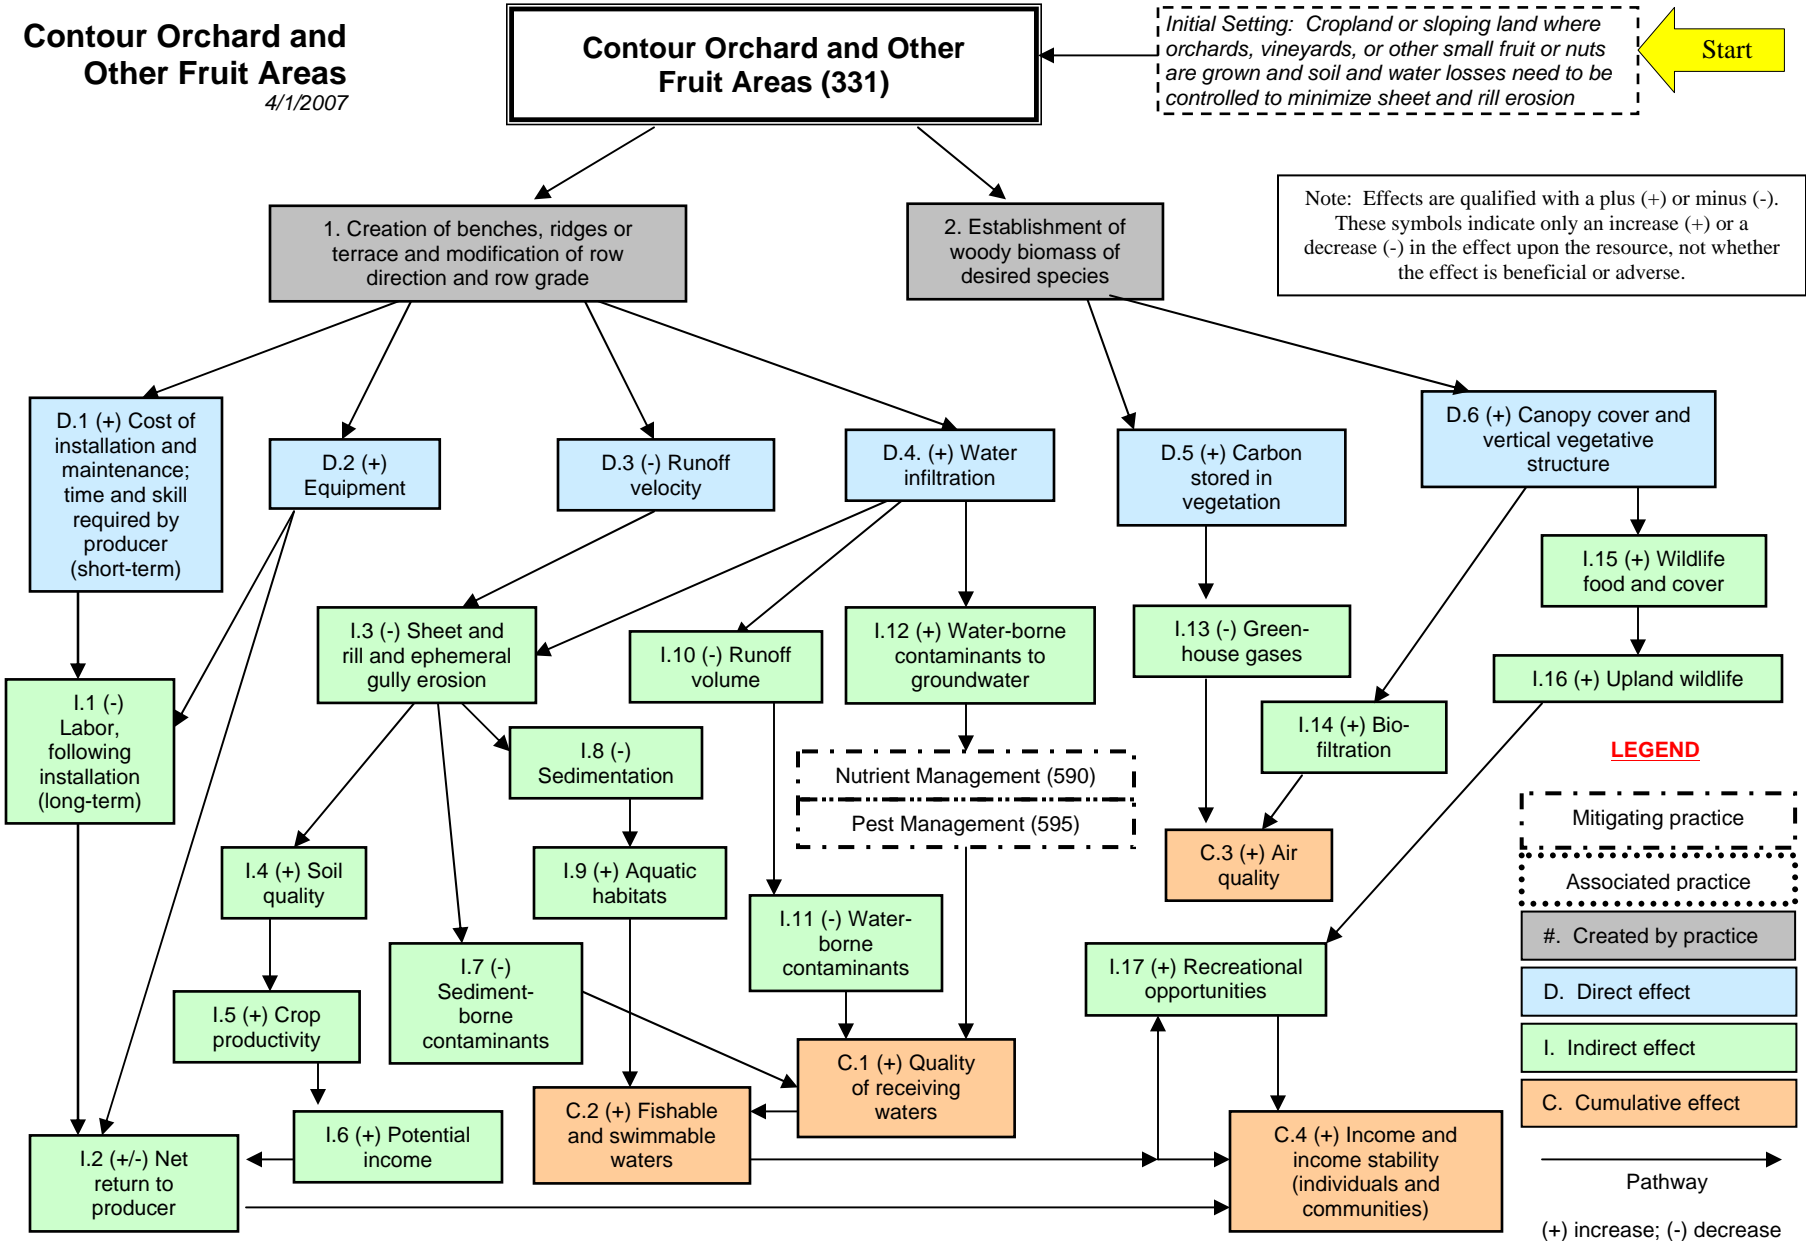 Contour Orchard and
Other Fruit Areas
4/1/2007
Contour Orchard and Other
Fruit Areas (331)
Initial Setting:  Cropland or sloping land where
orchards, vineyards, or other small fruit or nuts
are grown and soil and water losses need to be
controlled to minimize sheet and rill erosion
Start
Note:  Effects are qualified with a plus (+) or minus (-).
These symbols indicate only an increase (+) or a
decrease (-) in the effect upon the resource, not whether
the effect is beneficial or adverse.
1. Creation of benches, ridges or
terrace and modification of row
direction and row grade
2. Establishment of
woody biomass of
desired species
D.1 (+) Cost of
installation and
maintenance;
time and skill
required by
producer
(short-term)
D.2 (+)
Equipment
D.3 (-) Runoff
velocity
D.4. (+) Water
infiltration
D.5 (+) Carbon
stored in
vegetation
D.6 (+) Canopy cover and
vertical vegetative
structure
I.15 (+) Wildlife
food and cover
I.3 (-) Sheet and
rill and ephemeral
gully erosion
I.10 (-) Runoff
volume
I.12 (+) Water-borne
contaminants to
groundwater
I.13 (-) Green-
house gases
I.16 (+) Upland wildlife
I.1 (-)
Labor,
following
installation
(long-term)
I.8 (-)
Sedimentation
Nutrient Management (590)
Pest Management (595)
I.14 (+) Bio-
filtration
LEGEND
Mitigating practice
Associated practice
#.  Created by practice
D.  Direct effect
I.  Indirect effect
C.  Cumulative effect
Pathway
(+) increase; (-) decrease
I.4 (+) Soil
quality
I.9 (+) Aquatic
habitats
C.3 (+) Air
quality
I.11 (-) Water-
borne
contaminants
I.7 (-)
Sediment-
borne
contaminants
I.17 (+) Recreational
opportunities
I.5 (+) Crop
productivity
C.1 (+) Quality
of receiving
waters
C.2 (+) Fishable
and swimmable
waters
I.6 (+) Potential
income
I.2 (+/-) Net
return to
producer
C.4 (+) Income and
income stability
(individuals and
communities)